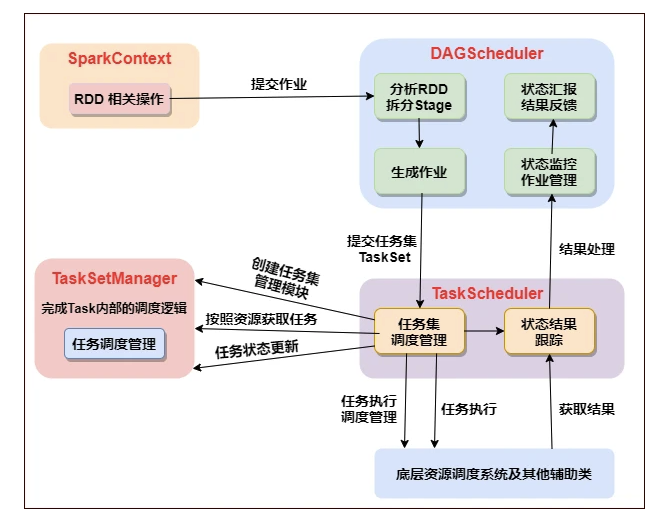 SparkContext
RDD 相关操作
提交作业
DAGScheduler
分析RDD
拆分Stage
状态汇报
结果反馈
生成作业
状态监控
作业管理
提交任务集
TaskSet
结果处理
TaskSetManager
完成Task内部的调度逻辑
任务调度管理
创建任务集
管理模块
按照资源获取任务
任务状态更新
TaskScheduler
任务集
调度管理
状态结果
跟踪
任务执行
调度管理
任务执行
获取结果
底层资源调度系统及其他辅助类